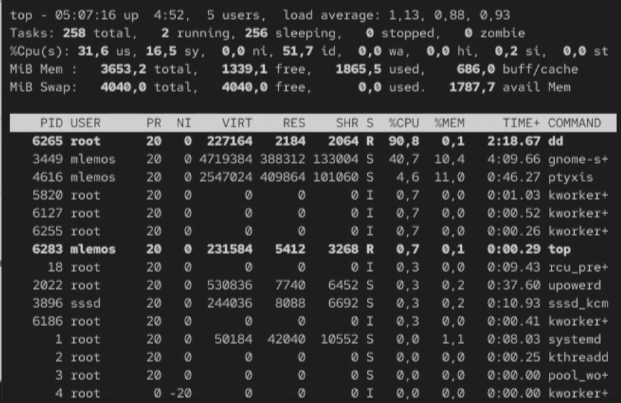 top - 05:07:16 up  4:52,  5 users,  load average: 1,13, 0,88, 0,93
Tasks: 258 total,   2 running, 256 sleeping,   0 stopped,   0 zombie
%Cpu(s): 31,6 us, 16,5 sy,  0,0 ni, 51,7 id,  0,0 wa,  0,0 hi,  0,2 si,  0,0 st
MiB Mem :   3653,2 total,   1339,1 free,   1865,5 used,    686,0 buff/cache
MiB Swap:   4040,0 total,   4040,0 free,      0,0 used.   1787,7 avail Mem
PID USER      PR  NI    VIRT    RES    SHR S  %CPU  %MEM     TIME+ COMMAND
6265 root      20   0  227164   2184   2064 R  90,8   0,1   2:18.67 dd
3449 mlemos    20   0 4719384 388312 133004 S  40,7  10,4   4:09.66 gnome-s+
4616 mlemos    20   0 2547024 409864 101060 S   4,6  11,0   0:46.27 ptyxis
5820 root      20   0       0      0      0 I   0,7   0,0   0:01.03 kworker+
6127 root      20   0       0      0      0 I   0,7   0,0   0:00.52 kworker+
6255 root      20   0       0      0      0 I   0,7   0,0   0:00.26 kworker+
6283 mlemos    20   0  231584   5412   3268 R   0,7   0,1   0:00.29 top
18 root      20   0       0      0      0 I   0,3   0,0   0:09.43 rcu_pre+
2022 root      20   0  530836   7740   6452 S   0,3   0,2   0:37.60 upowerd
3896 sssd      20   0  244036   8088   6692 S   0,3   0,2   0:10.93 sssd_kcm
6186 root      20   0       0      0      0 I   0,3   0,0   0:00.41 kworker+
1 root      20   0   50184  42040  10552 S   0,0   1,1   0:08.03 systemd
2 root      20   0       0      0      0 S   0,0   0,0   0:00.25 kthreadd
3 root      20   0       0      0      0 S   0,0   0,0   0:00.00 pool_wo+
4 root       0 -20       0      0      0 I   0,0   0,0   0:00.00 kworker+